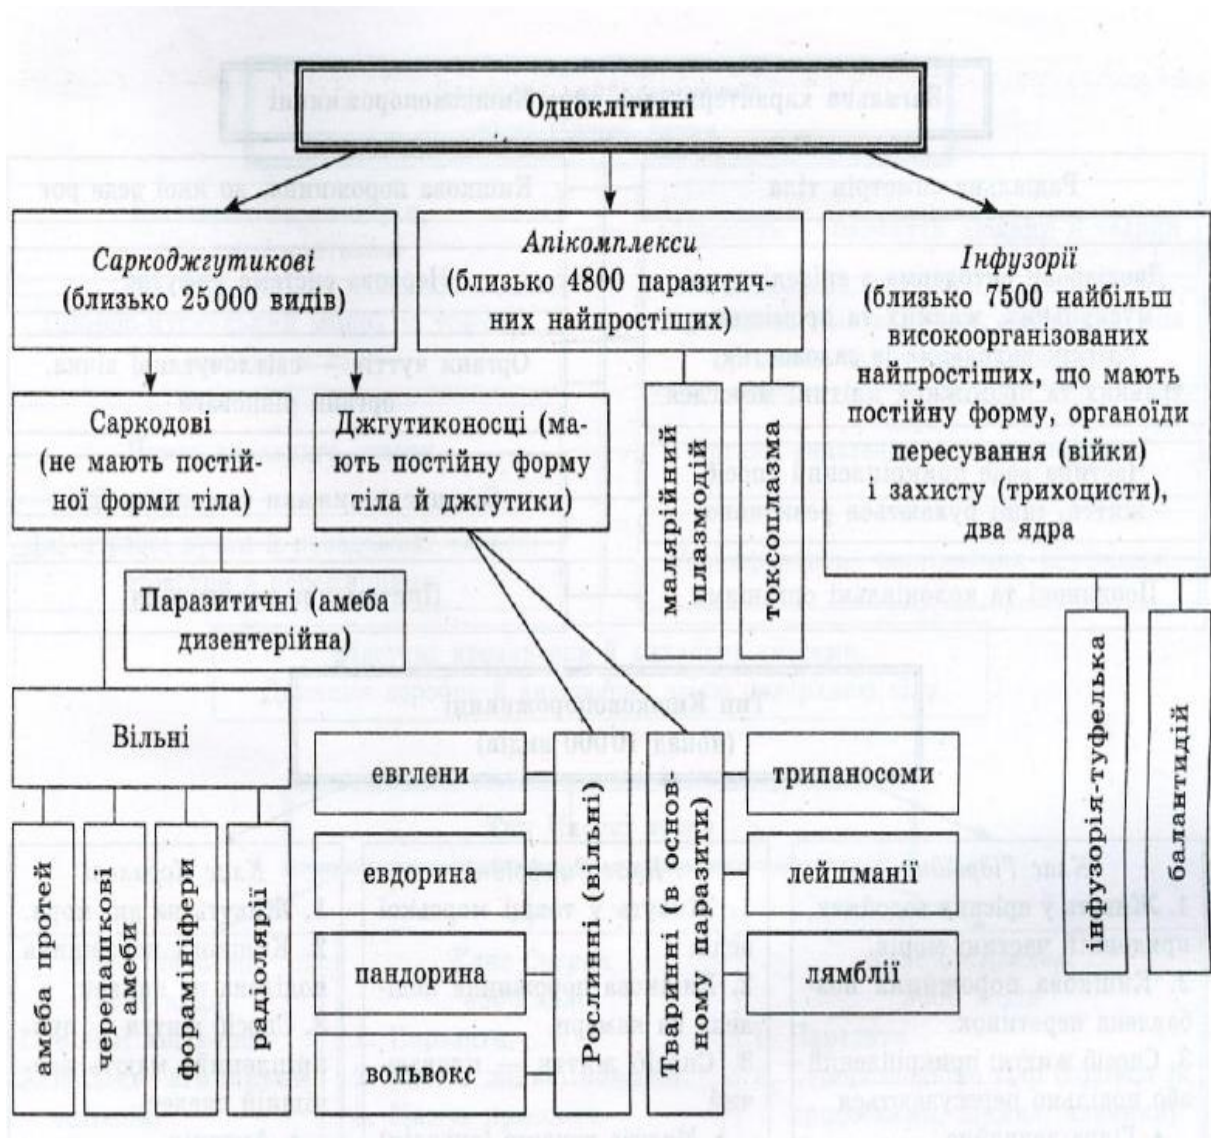 Одноклітинні
Саркоджгутикові
(близько 25000 видів)
Апікомплекси
(близько 4800 паразитич-
них найпростіших)
Інфузорії
(близько 7500 найбільш
високоорганізованих
найпростіших, що мають
постійну форму, органоїди
пересування (війки)
і захисту (трихоцисти),
два ядра
Саркодові
(не мають постій-
ної форми тіла)
Джгутиконосці (ма-
ють постійну форму
тіла й джгутики)
малярійний
плазмодій
токсоплазма
Паразитичні (амеба
дизентерійна)
Вільні
амеба протей
черепашкові
амеби
форамініфери
радіолярії
евглени
евдорина
пандорина
вольвокс
Рослинні (вільні)
Тваринні (в основ-
ному паразити)
трипаносоми
лейшманії
лямблії
інфузорія-туфелька
балантидій